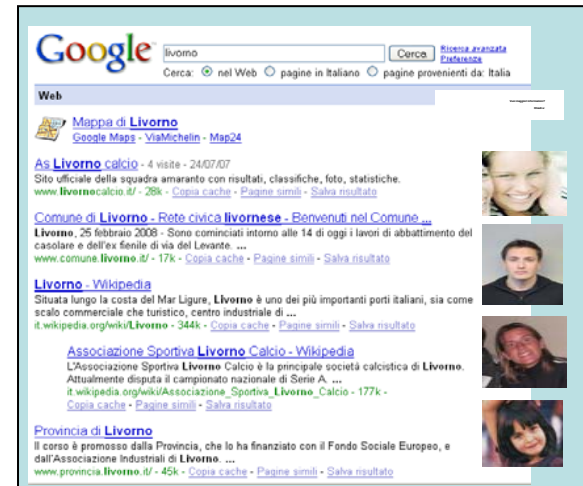 Google
livorno
Cerca
Ricerca avanzata
Preferenze
Cerca: nel Web pagine in Italiano pagine provenienti da: Italia
Web
Mappa di Livorno
Google Maps - ViaMichelin - Map24
As Livorno calcio - 4 visite - 24/07/07
Sito ufficiale della squadra amaranto con risultati, classifiche, foto, statistiche.
www.livornocalcio.it/ - 28k - Copia cache - Pagine simili - Salva risultato
Comune di Livorno - Rete civica livornese - Benvenuti nel Comune ...
Livorno, 25 febbraio 2008 - Sono cominciati intorno alle 14 di oggi i lavori di abbattimento del
casolare e dell'ex fienile di via del Levante. ...
www.comune.livorno.it/ - 17k - Copia cache - Pagine simili - Salva risultato
Livorno - Wikipedia
Situata lungo la costa del Mar Ligure, Livorno è uno dei più importanti porti italiani, sia come
scalo commerciale che turistico, centro industriale di ...
it.wikipedia.org/wiki/Livorno - 344k - Copia cache - Pagine simili - Salva risultato
Associazione Sportiva Livorno Calcio - Wikipedia
L'Associazione Sportiva Livorno Calcio è la principale società calcistica di Livorno.
Attualmente disputa il campionato nazionale di Serie A. ...
it.wikipedia.org/wiki/Associazione_Sportiva_Livorno_Calcio - 177k -
Copia cache - Pagine simili - Salva risultato
Provincia di Livorno
Il corso è promosso dalla Provincia, che lo ha finanziato con il Fondo Sociale Europeo, e
dall'Associazione Industriali di Livorno. ...
www.provincia.livorno.it/ - 45k - Copia cache - Pagine simili - Salva risultato